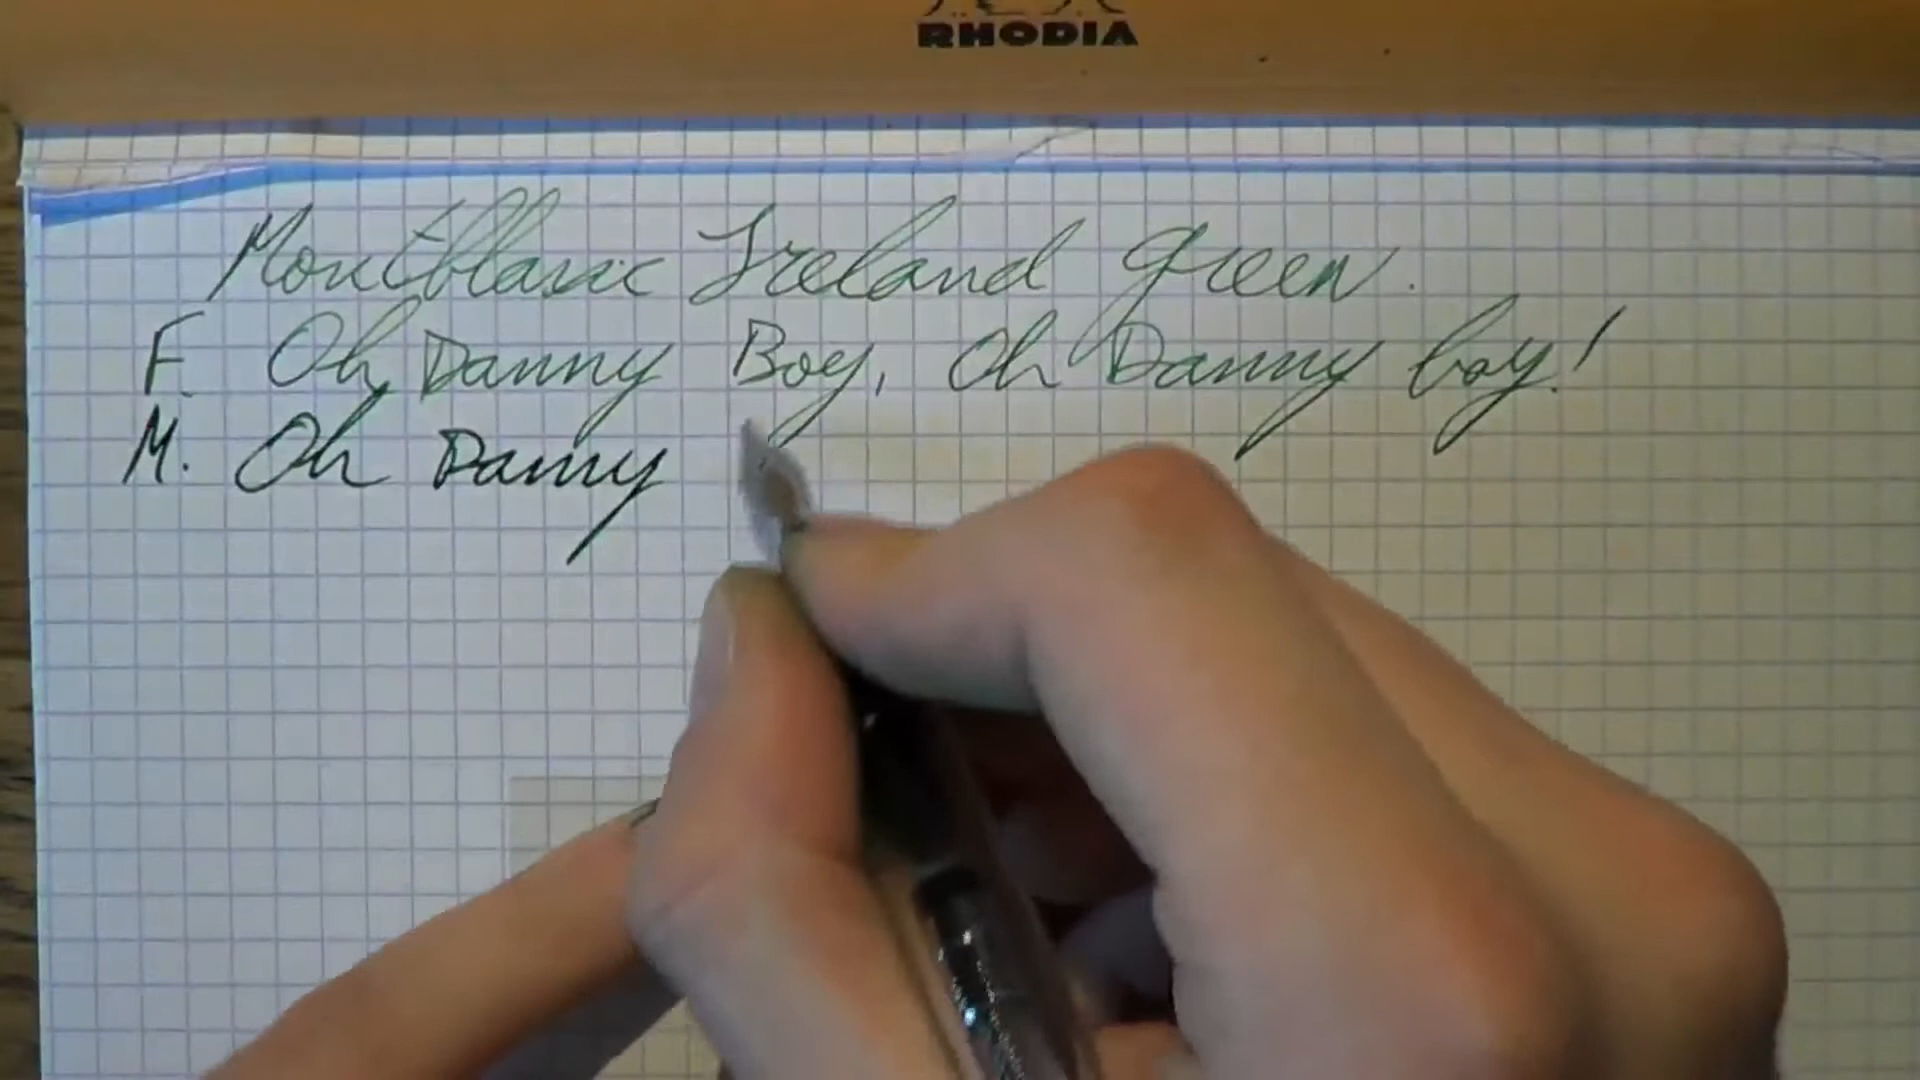 RHODIA
Montblanc Ireland green.
F. Oh, Danny Boy, Oh Danny boy!
M. Oh Danny